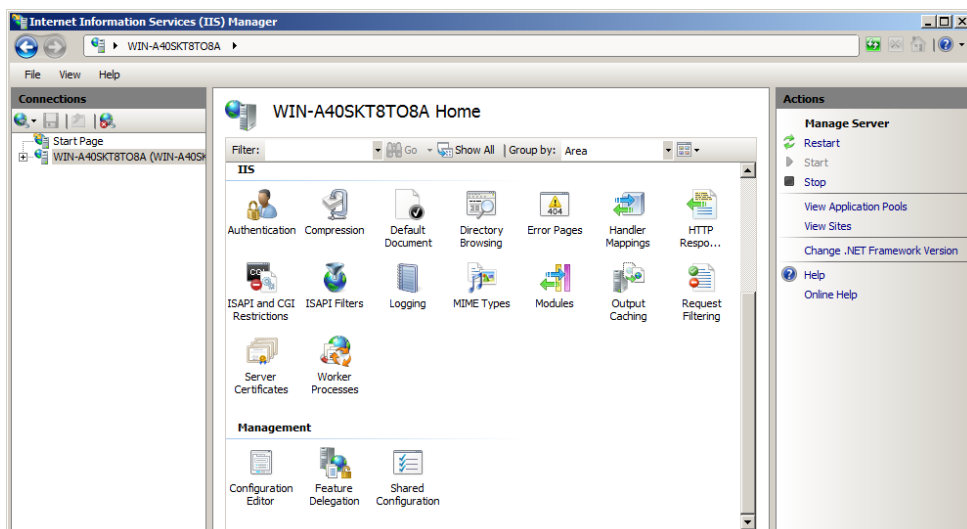 Internet Information Services (IIS) Manager
WIN-A40SKT8TO8A
File View Help
Connections
Start Page
WIN-A40SKT8TO8A (WIN-A40SK
WIN-A40SKT8TO8A Home
Filter: Go Show All Group by: Area
IIS
Authentication Compression Default Document Directory Browsing Error Pages Handler Mappings HTTP Respo...
ISAPI and CGI Restrictions ISAPI Filters Logging MIME Types Modules Output Caching Request Filtering
Server Certificates Worker Processes
Management
Configuration Editor Feature Delegation Shared Configuration
Actions
Manage Server
Restart
Start
Stop
View Application Pools
View Sites
Change .NET Framework Version
Help
Online Help
404
CGI